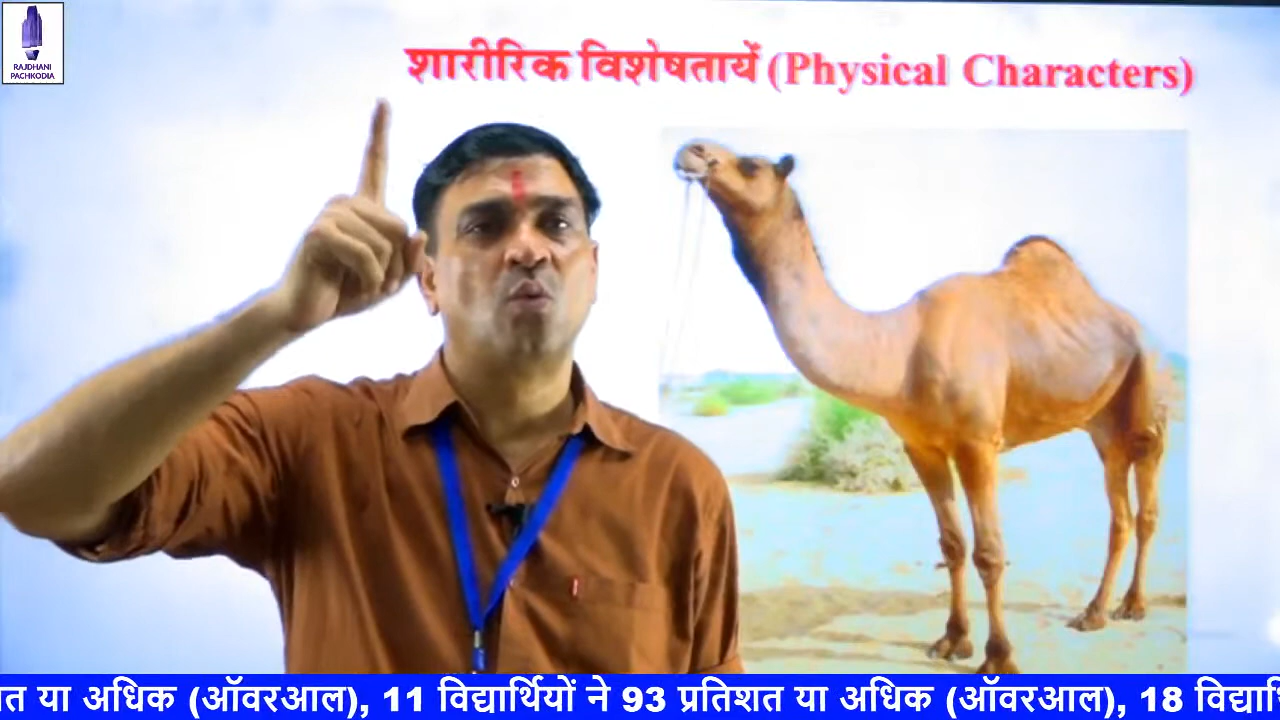 RAJDHANI
PACHKODIA
शारीरिक विशेषतायें (Physical Characters)
त या अधिक (ऑवरआल), 11 विद्यार्थियों ने 93 प्रतिशत या अधिक (ऑवरआल), 18